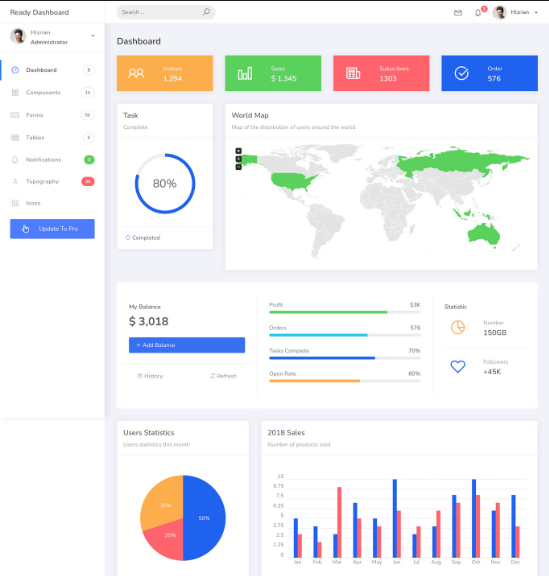 Ready Dashboard
Search ...
Hizrian
Hizrian
Administrator
Dashboard 5
Components 14
Forms 50
Tables 6
Notifications 3
Typography 25
Icons
Update To Pro
Dashboard
Visitors
1,294
Sales
$ 1,345
Subscribers
1303
Order
576
Task
Complete
80%
Completed
World Map
Map of the distribution of users around the world
My Balance
$ 3,018
+ Add Balance
History
Refresh
Profit $3K
Orders 576
Tasks Complete 70%
Open Rate 60%
Statistic
Number
150GB
Followers
+45K
Users Statistics
Users statistics this month
50%
20%
30%
2018 Sales
Number of products sold
10
8.75
7.5
6.25
5
3.75
2.5
1.25
0
Jan Feb Mar Apr May Jun Jul Aug Sep Oct Nov Dec